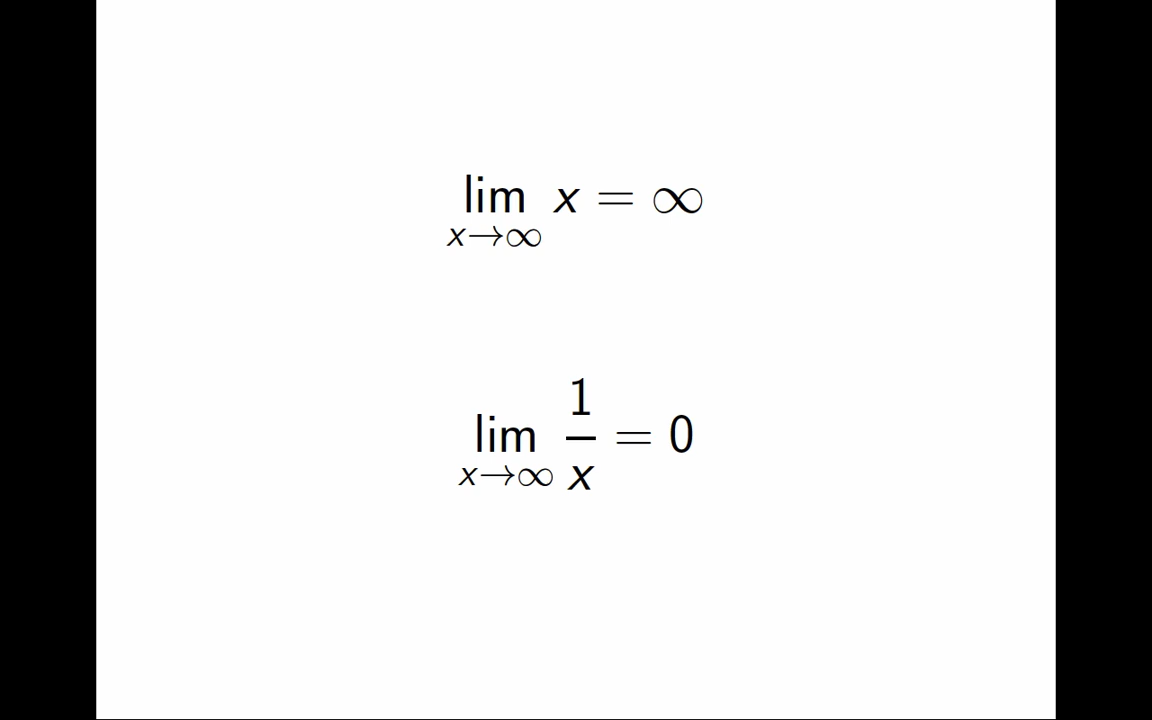 lim x = ∞
x→∞
lim 1/x = 0
x→∞